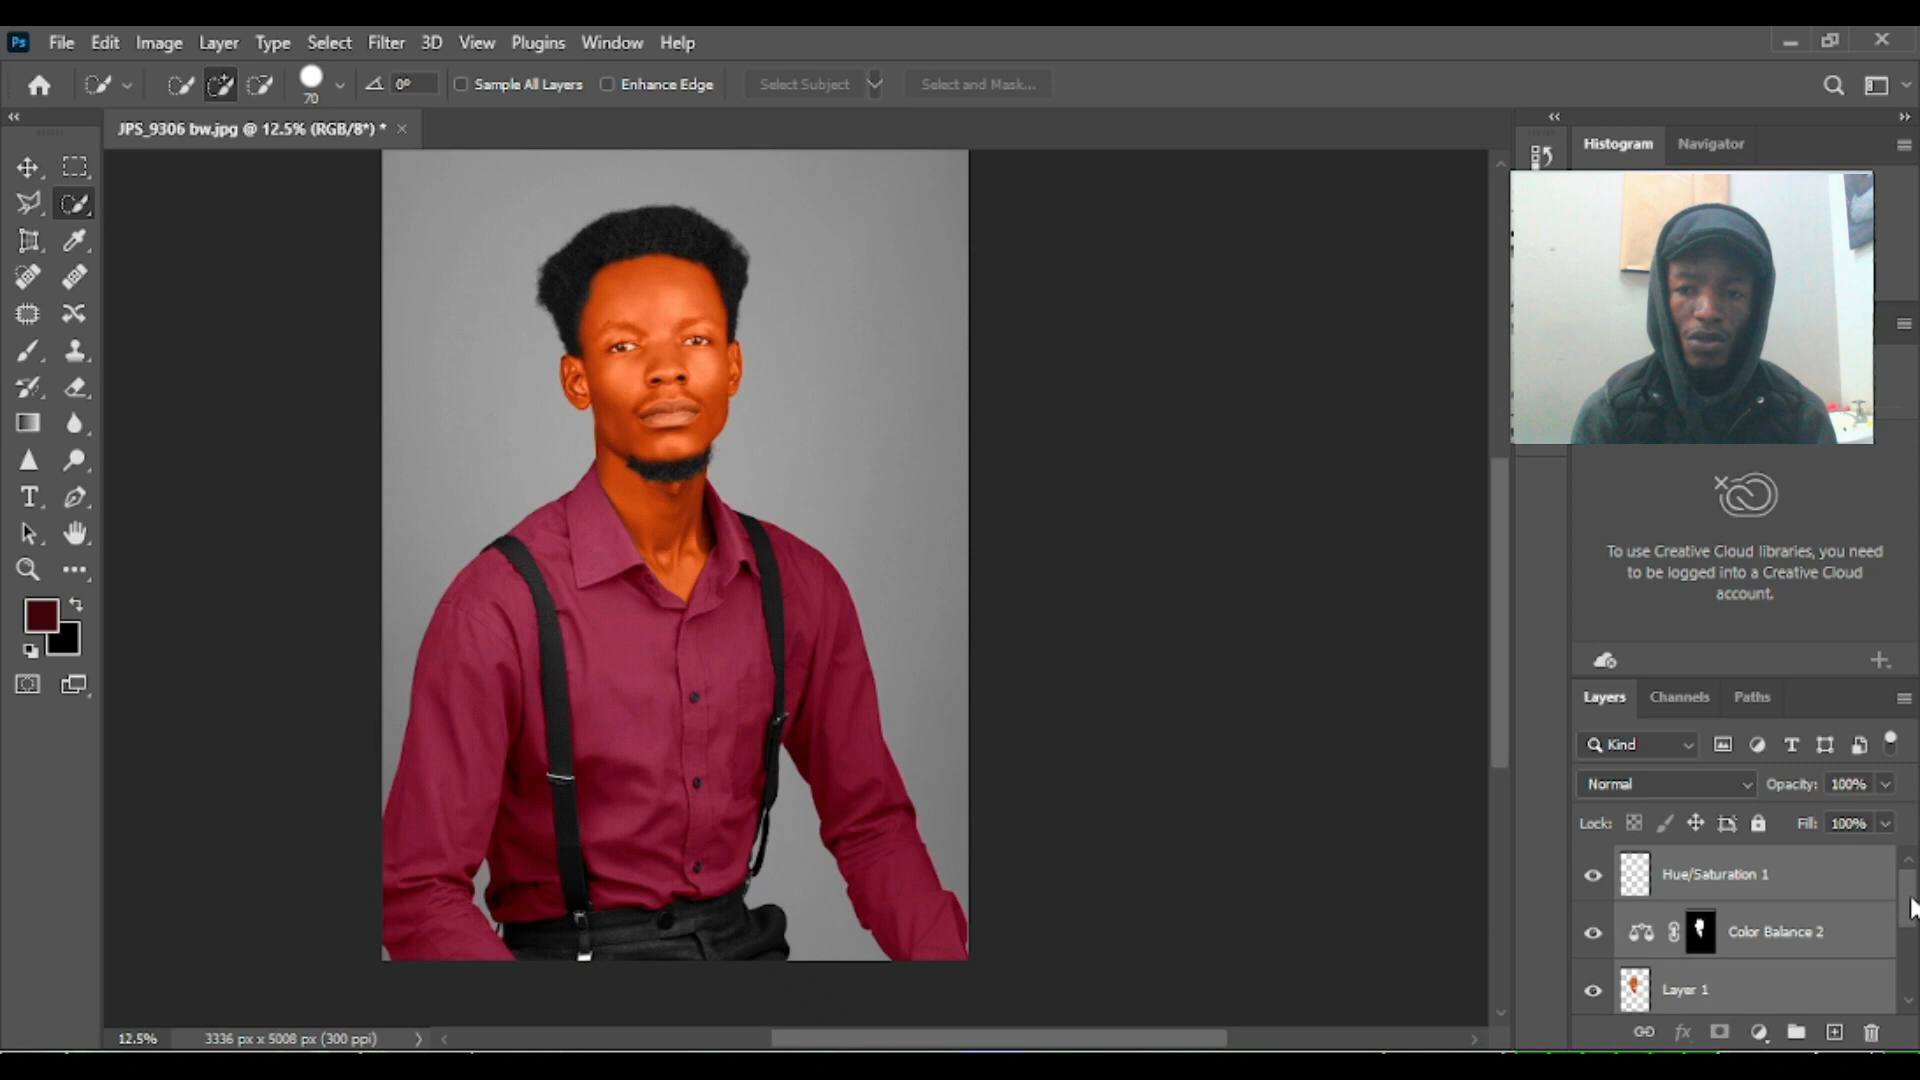 Ps File Edit Image Layer Type Select Filter 3D View Plugins Window Help
70 0° Sample All Layers Enhance Edge Select Subject Select and Mask...
JPS_9306 bw.jpg @ 12.5% (RGB/8*) * ×
Histogram Navigator
To use Creative Cloud libraries, you need
to be logged into a Creative Cloud
account.
Layers Channels Paths
Kind
Normal Opacity: 100%
Lock: Fill: 100%
Hue/Saturation 1
Color Balance 2
Layer 1
fx
12.5% 3336 px x 5008 px (300 ppi)